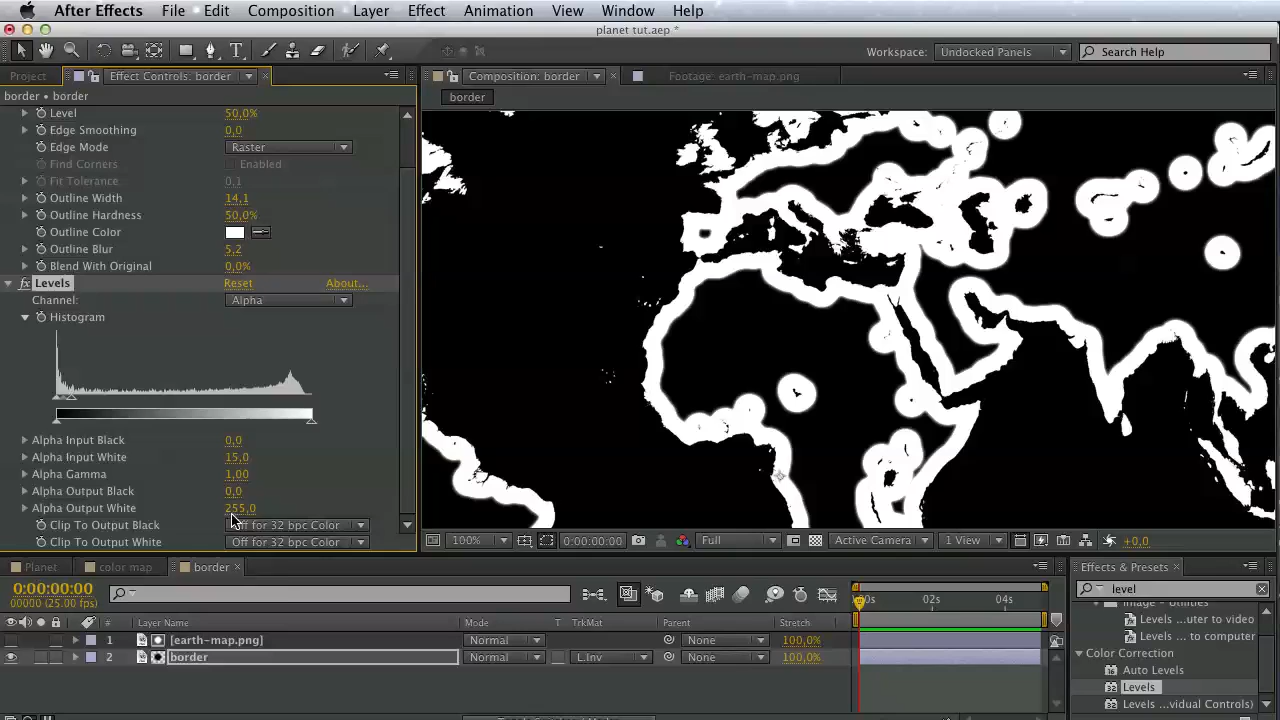 After Effects File Edit Composition Layer Effect Animation View Window Help
planet tut.aep *
Workspace: Undocked Panels Search Help
Project Effect Controls: border Composition: border Footage: earth-map.png
border • border
border
Level 50,0%
Edge Smoothing 0,0
Edge Mode Raster
Find Corners Enabled
Fit Tolerance 0,1
Outline Width 14,1
Outline Hardness 50,0%
Outline Color
Outline Blur 5,2
Blend With Original 0,0%
fx Levels Reset About...
Channel: Alpha
Histogram
Alpha Input Black 0,0
Alpha Input White 15,0
Alpha Gamma 1,00
Alpha Output Black 0,0
Alpha Output White 255,0
Clip To Output Black Off for 32 bpc Color
Clip To Output White Off for 32 bpc Color
100% 0:00:00:00 Full Active Camera 1 View +0,0
Planet color map border Effects & Presets
0:00:00:00
00000 (25.00 fps)
level
00s 02s 04s
# Layer Name Mode T TrkMat Parent Stretch
1 [earth-map.png] Normal None 100,0%
2 border Normal L.Inv None 100,0%
Image - Utilities
Levels ...uter to video
Levels ... to computer
Color Correction
Auto Levels
Levels
Levels ...vidual Controls)